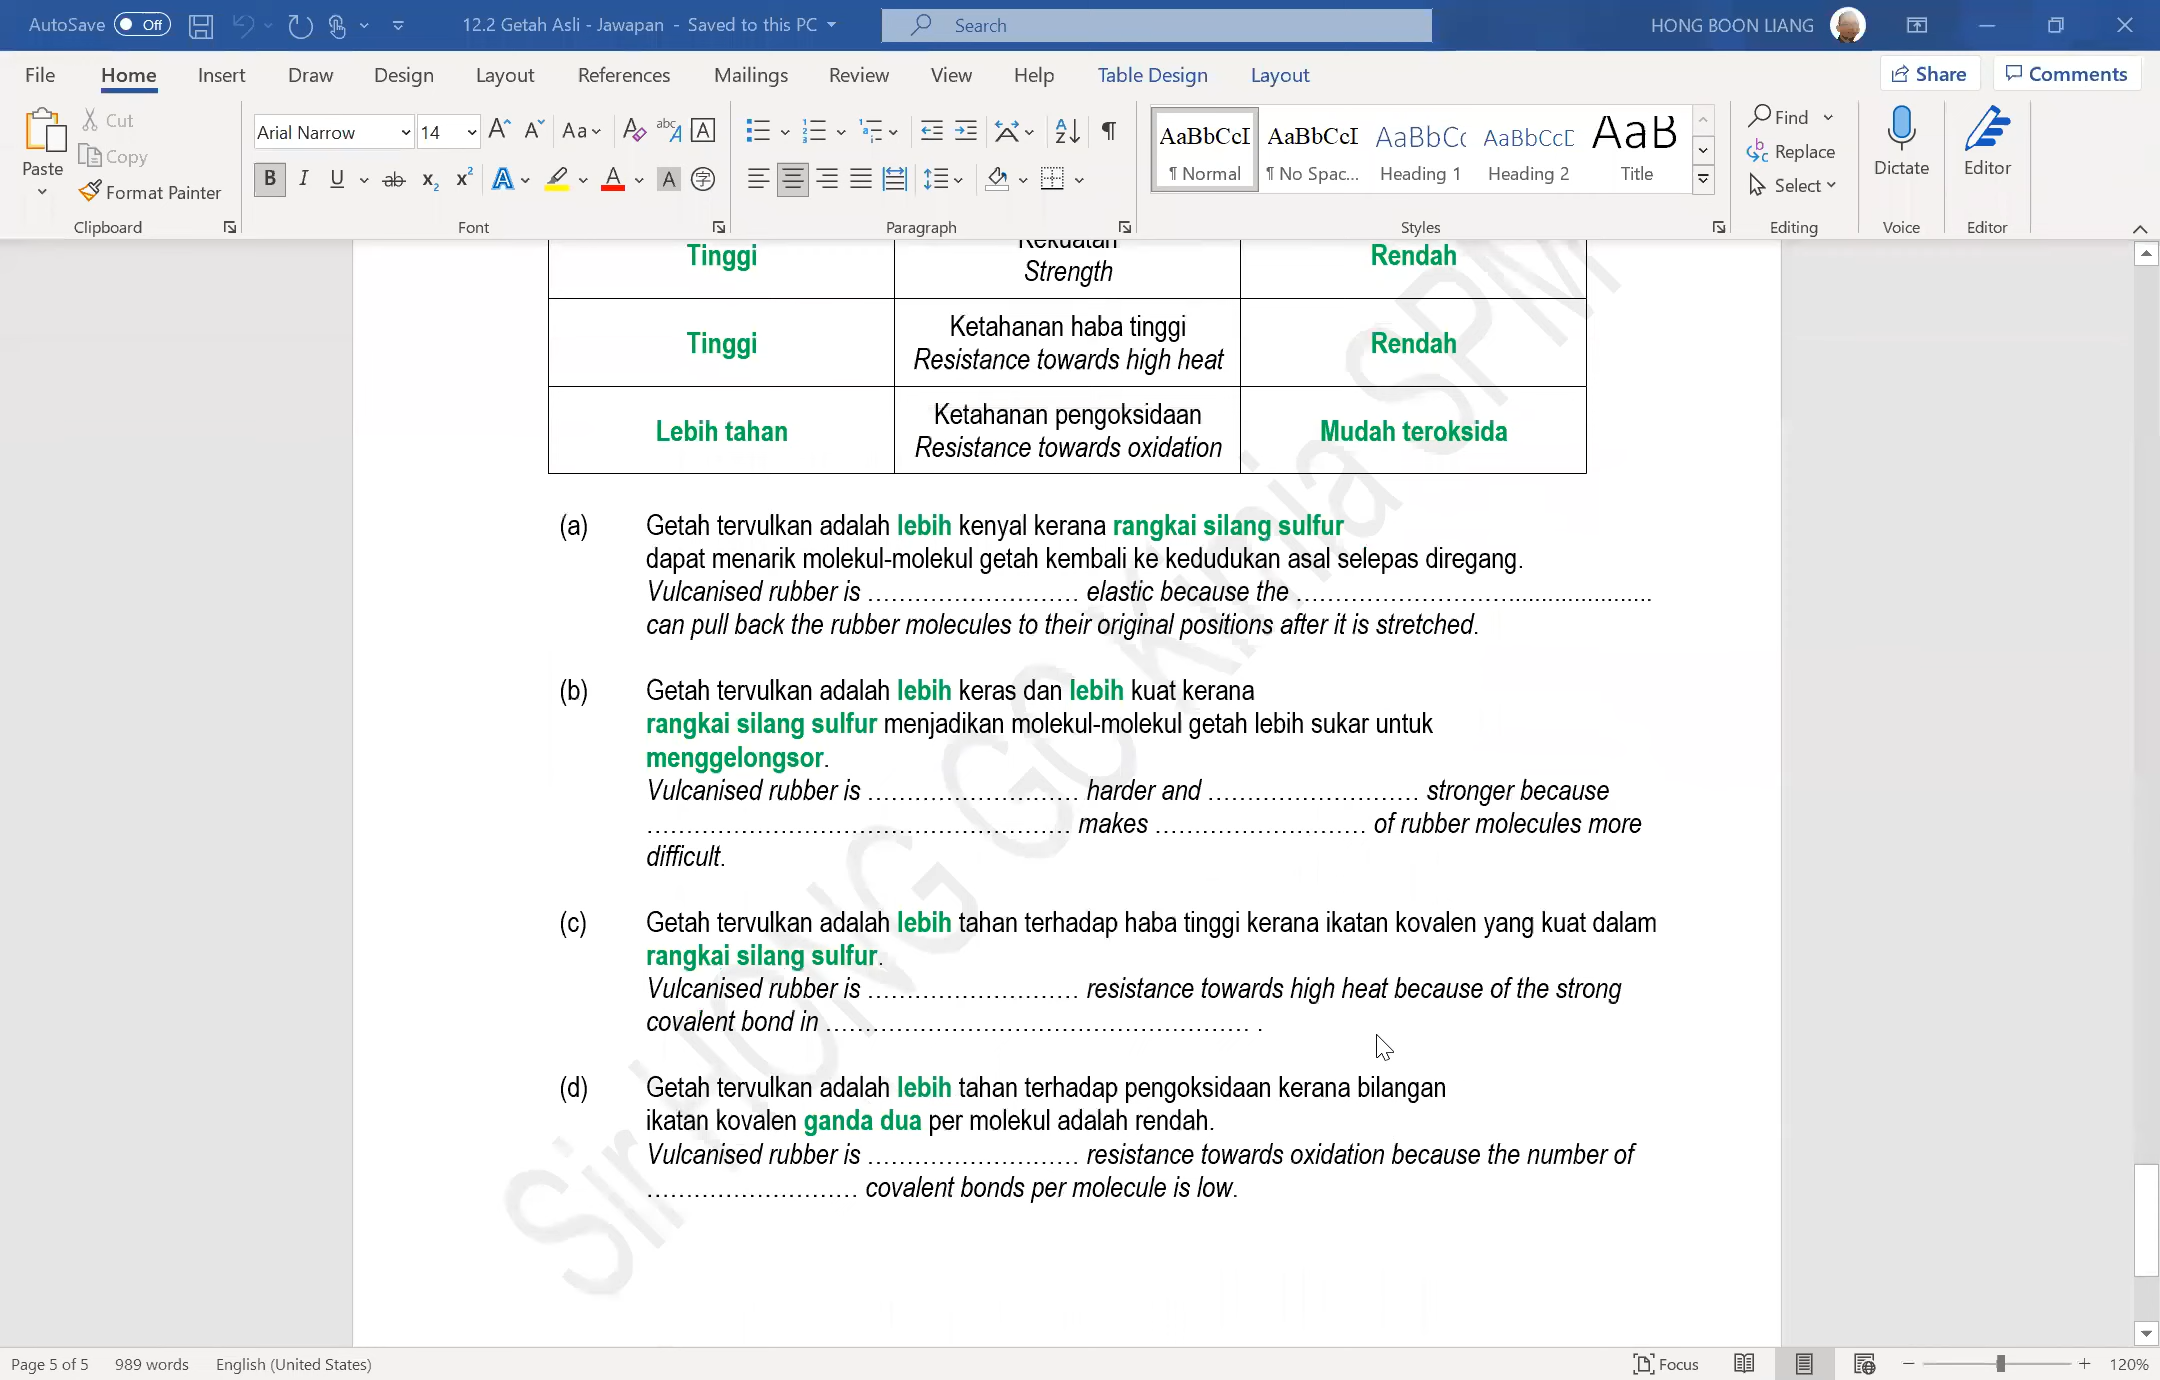 AutoSave Off 12.2 Getah Asli - Jawapan - Saved to this PC Search HONG BOON LIANG
File Home Insert Draw Design Layout References Mailings Review View Help Table Design Layout Share Comments
Paste Cut Copy Format Painter
Clipboard
Arial Narrow 14
Font
Paragraph
AaBbCcI AaBbCcI AaBbC AaBbCcD AaB
¶ Normal ¶ No Spac... Heading 1 Heading 2 Title
Styles
Find
Replace
Select
Editing
Dictate
Voice
Editor
Editor
Tinggi Kekuatan Rendah
Strength
Tinggi Ketahanan haba tinggi Rendah
Resistance towards high heat
Lebih tahan Ketahanan pengoksidaan Mudah teroksida
Resistance towards oxidation
(a) Getah tervulkan adalah lebih kenyal kerana rangkai silang sulfur
dapat menarik molekul-molekul getah kembali ke kedudukan asal selepas diregang.
Vulcanised rubber is ……………………… elastic because the ………………………......................
can pull back the rubber molecules to their original positions after it is stretched.
(b) Getah tervulkan adalah lebih keras dan lebih kuat kerana
rangkai silang sulfur menjadikan molekul-molekul getah lebih sukar untuk
menggelongsor.
Vulcanised rubber is ……………………… harder and ……………………… stronger because
……………………………………………… makes ……………………… of rubber molecules more
difficult.
(c) Getah tervulkan adalah lebih tahan terhadap haba tinggi kerana ikatan kovalen yang kuat dalam
rangkai silang sulfur.
Vulcanised rubber is ……………………… resistance towards high heat because of the strong
covalent bond in ……………………………………………… .
(d) Getah tervulkan adalah lebih tahan terhadap pengoksidaan kerana bilangan
ikatan kovalen ganda dua per molekul adalah rendah.
Vulcanised rubber is ……………………… resistance towards oxidation because the number of
……………………… covalent bonds per molecule is low.
Sir HONG GC Kimia SPM
Page 5 of 5 989 words English (United States) Focus 120%